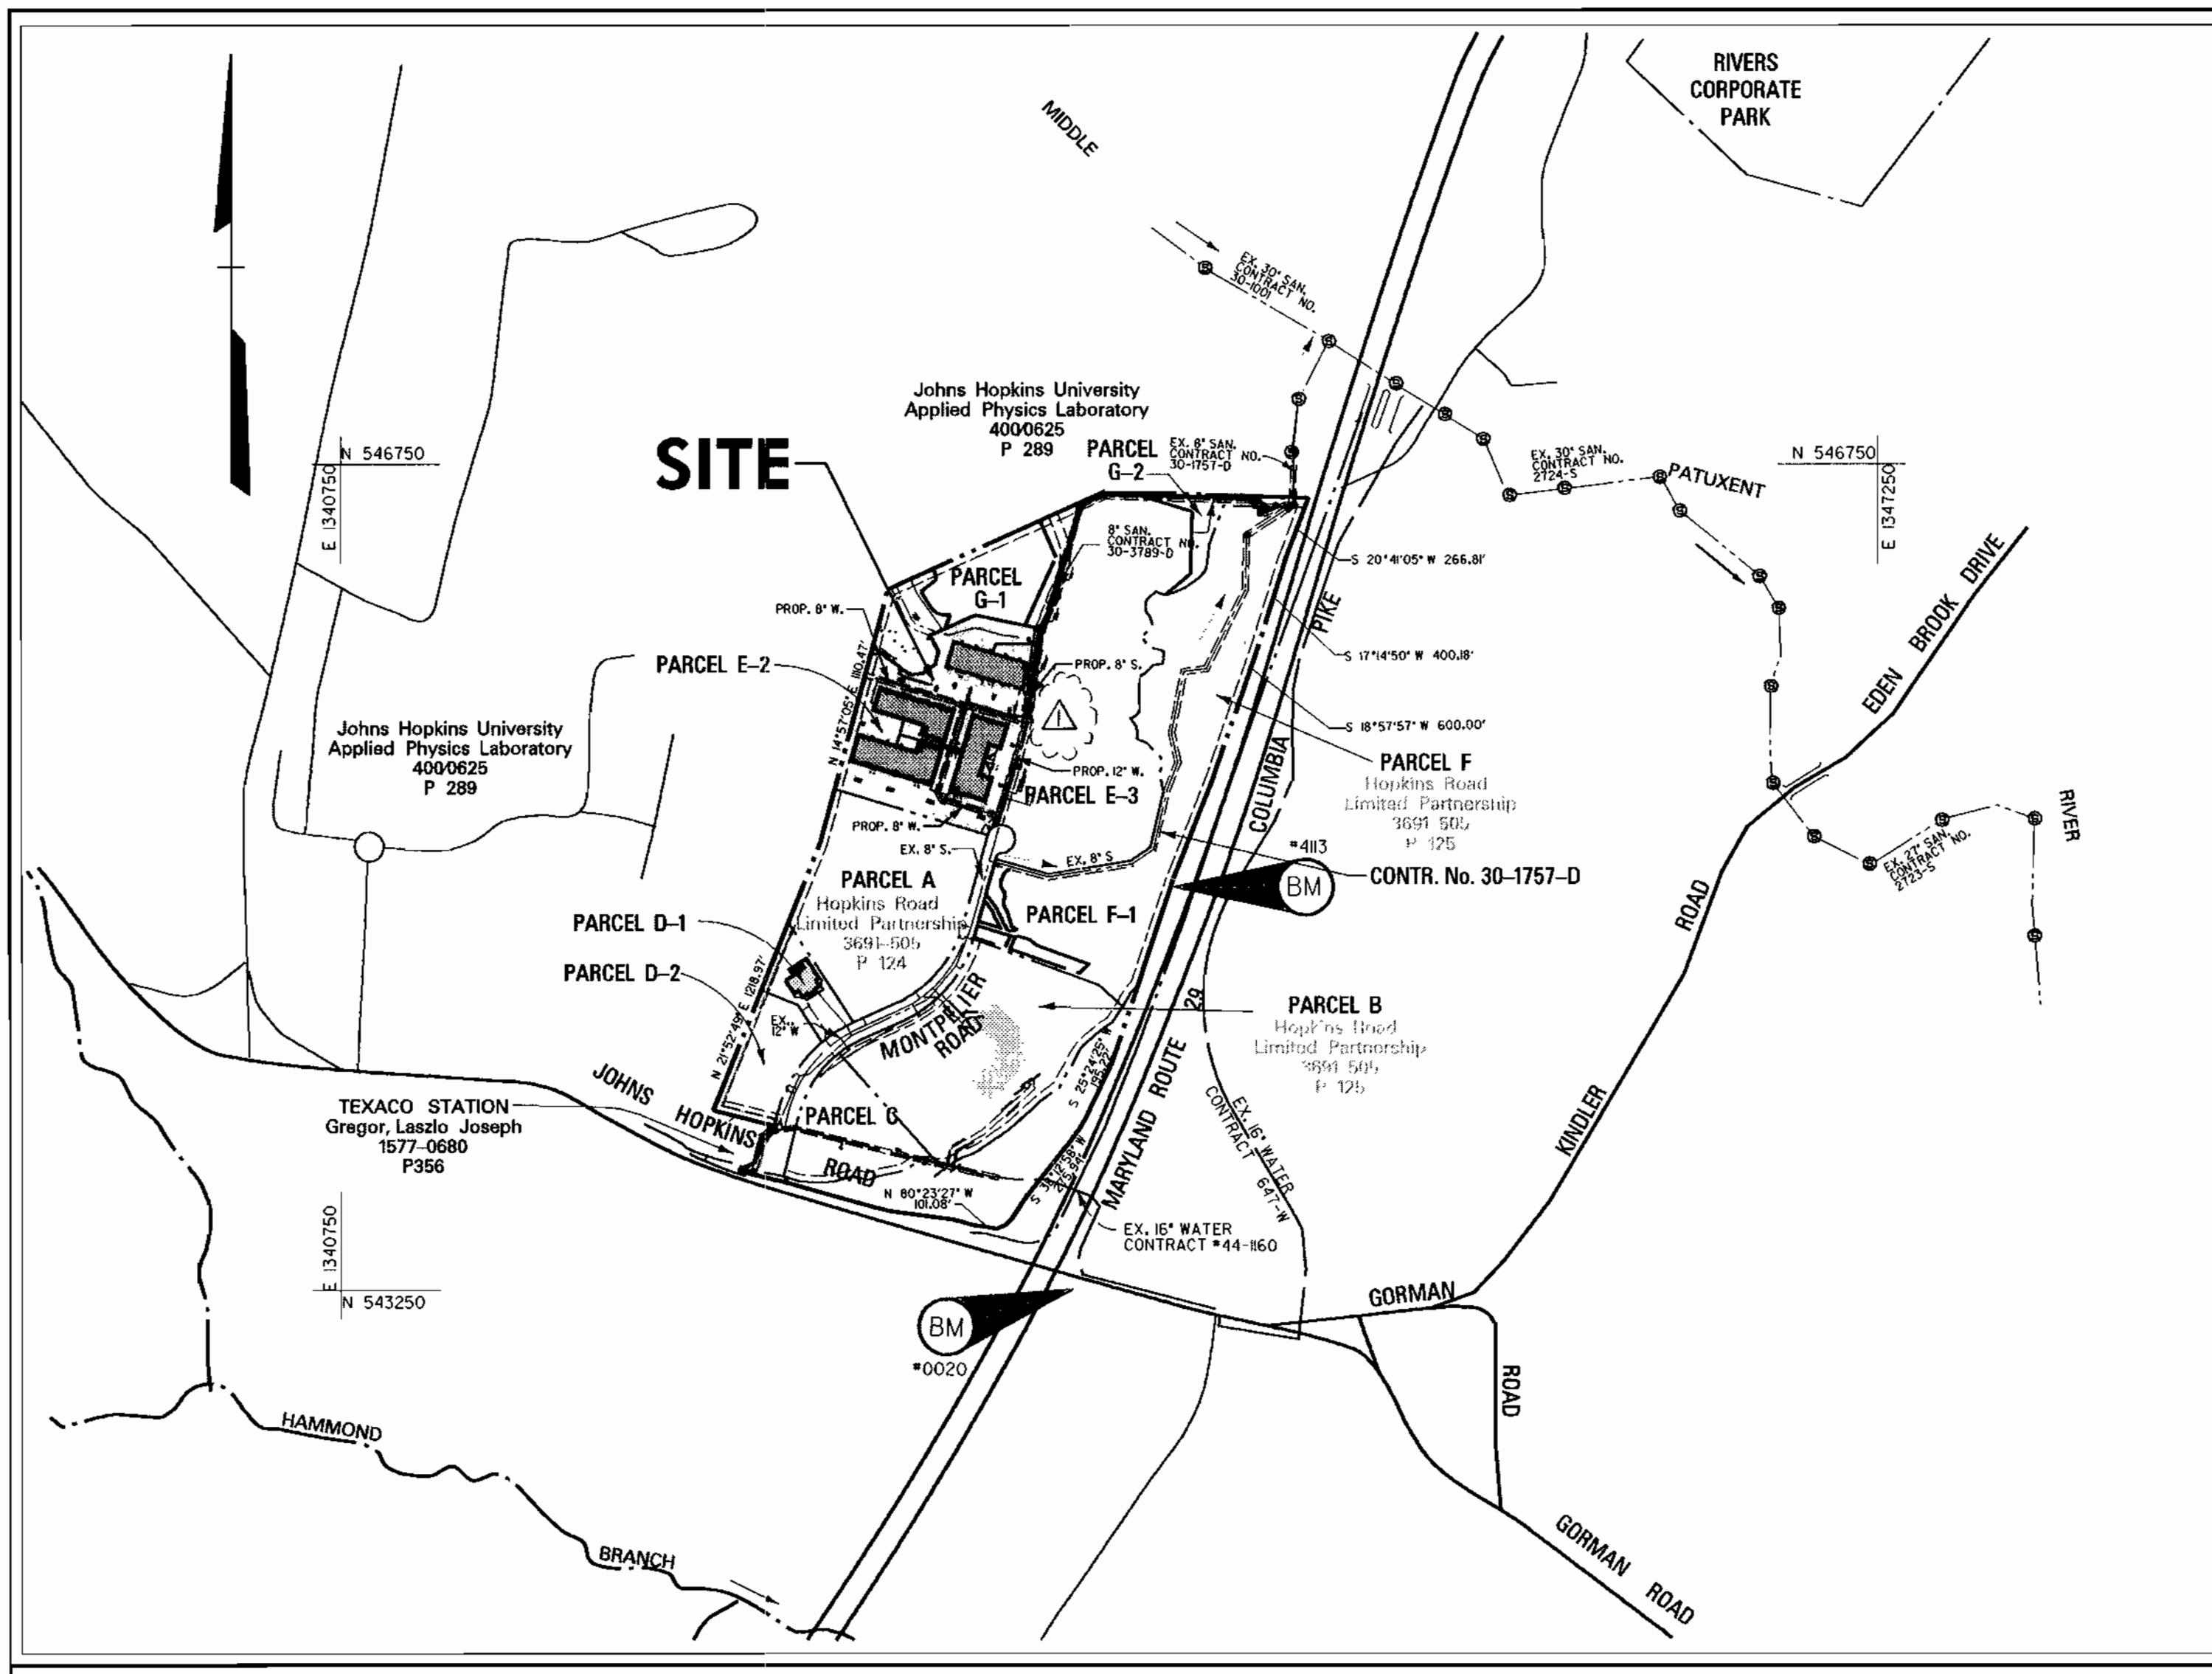 RIVERS
CORPORATE
PARK
MIDDLE
EX. 30" SAN.
CONTRACT NO.
30-1001
Johns Hopkins University
Applied Physics Laboratory
400/0625
P 289
SITE
PARCEL
G-2
EX. 8" SAN.
CONTRACT NO.
30-1757-D
N 546750
E 1340750
EX. 30" SAN.
CONTRACT NO.
2724-S
PATUXENT
N 546750
E 1347250
8" SAN.
CONTRACT NO.
30-3789-D
S 20°41'05" W 266.81'
PARCEL
G-1
PROP. 8" W.
PIKE
S 17°14'50" W 400.18'
EDEN BROOK DRIVE
PARCEL E-2
PROP. 8" S.
N 14°57'05" E 1110.47'
1
S 18°57'57" W 600.00'
Johns Hopkins University
Applied Physics Laboratory
400/0625
P 289
PROP. 12" W.
PARCEL E-3
COLUMBIA
PARCEL F
Hopkins Road
Limited Partnership
3691 505
P 125
PROP. 8" W.
EX. 8" S.
EX. 8" S
#4113
BM
CONTR. No. 30-1757-D
RIVER
EX. 27" SAN.
CONTRACT NO.
2723-S
PARCEL A
Hopkins Road
Limited Partnership
3691-505
P 124
PARCEL F-1
PARCEL D-1
PARCEL D-2
ROAD
N 21°52'49" E 1218.97'
EX.
12" W
MONTPELIER
ROAD
29
PARCEL B
Hopkins Road
Limited Partnership
3691 505
P 125
S 25°24'25" W
195.22'
JOHNS
HOPKINS
ROAD
TEXACO STATION
Gregor, Laszlo Joseph
1577-0680
P356
PARCEL C
MARYLAND ROUTE
EX. 16" WATER
CONTRACT 647-W
KINDLER
N 80°23'27" W
101.08'
EX. 16" WATER
CONTRACT #44-1160
E 1340750
N 543250
BM
#0020
GORMAN
ROAD
HAMMOND
BRANCH
GORMAN ROAD